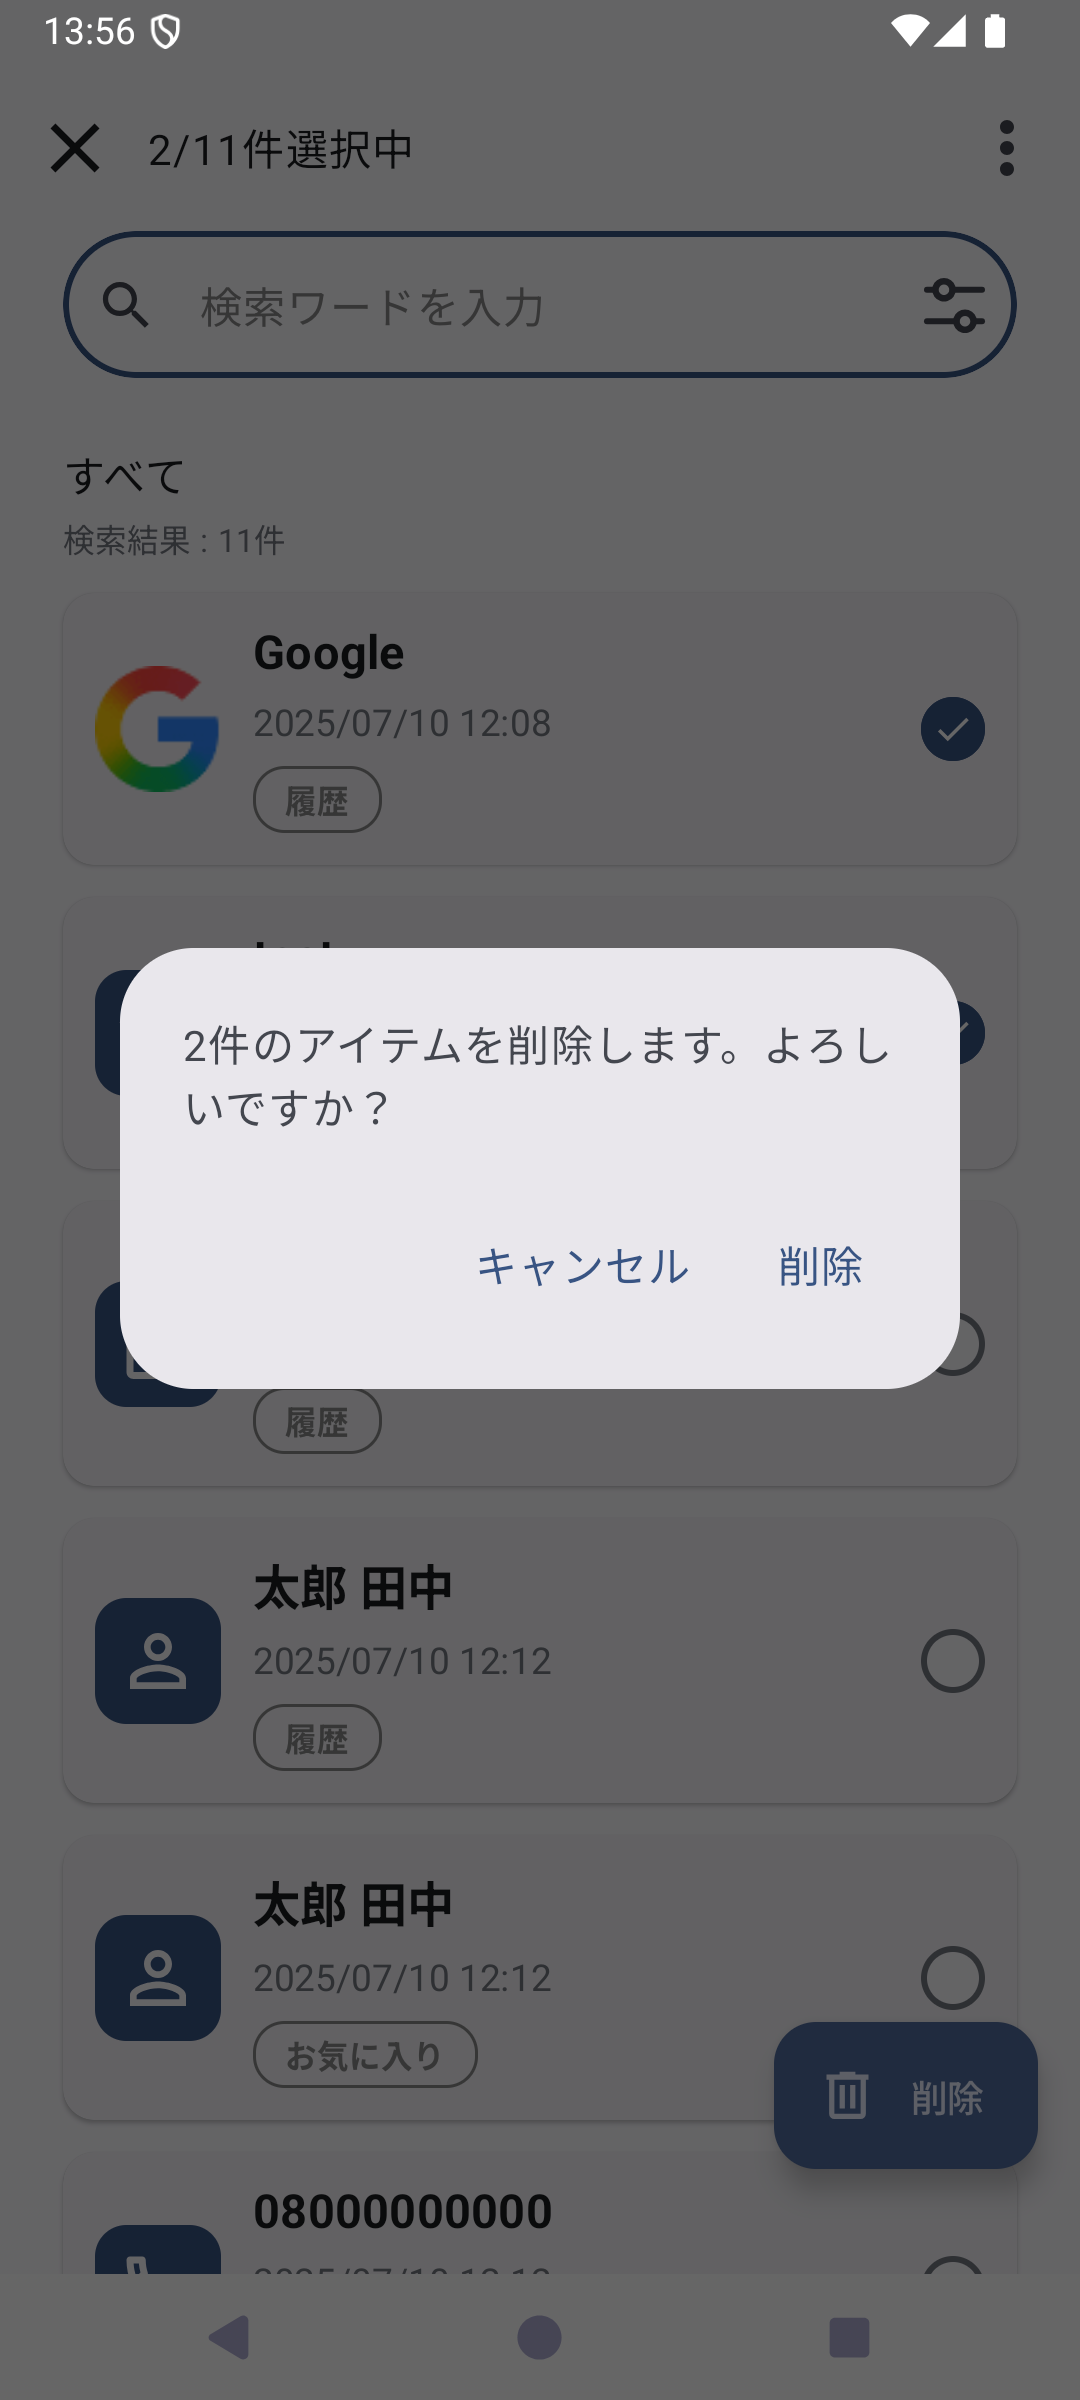 13:56
2/11件選択中
検索ワードを入力
すべて
検索結果 : 11件
Google
2025/07/10 12:08
履歴
2件のアイテムを削除します。よろし
いですか？
キャンセル
削除
履歴
太郎 田中
2025/07/10 12:12
履歴
太郎 田中
2025/07/10 12:12
お気に入り
削除
08000000000